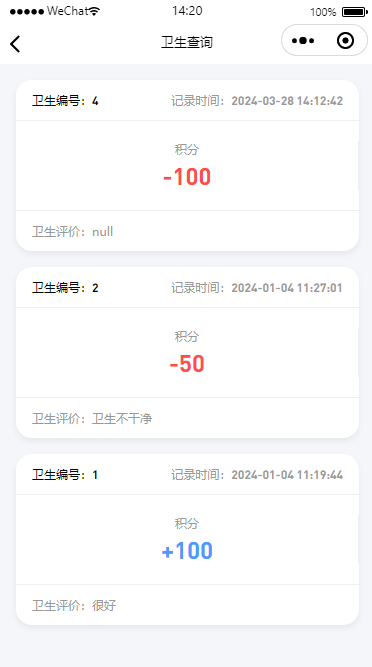 ●●●●● WeChat 14:20 100%
卫生查询
卫生编号：4 记录时间：2024-03-28 14:12:42
积分
-100
卫生评价：null
卫生编号：2 记录时间：2024-01-04 11:27:01
积分
-50
卫生评价：卫生不干净
卫生编号：1 记录时间：2024-01-04 11:19:44
积分
+100
卫生评价：很好